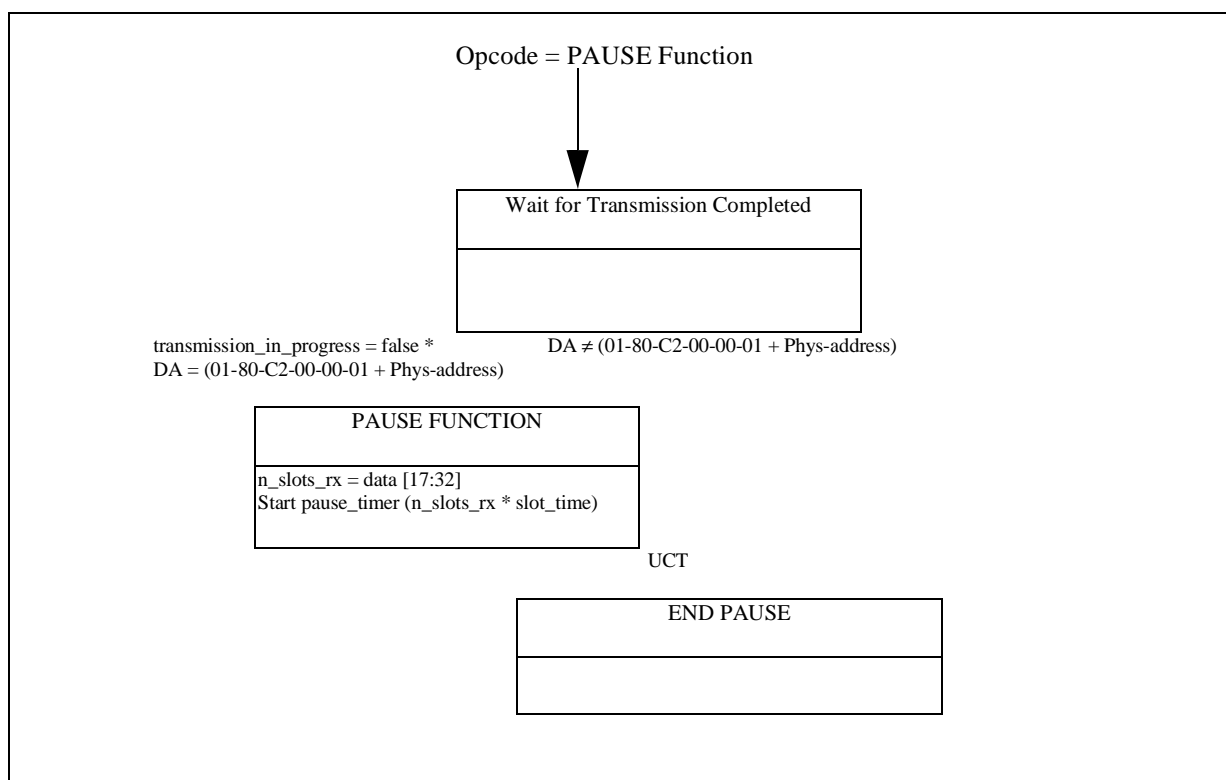 Opcode = PAUSE Function
Wait for Transmission Completed
transmission_in_progress = false *
DA = (01-80-C2-00-00-01 + Phys-address)
DA ≠ (01-80-C2-00-00-01 + Phys-address)
PAUSE FUNCTION
n_slots_rx = data [17:32]
Start pause_timer (n_slots_rx * slot_time)
UCT
END PAUSE